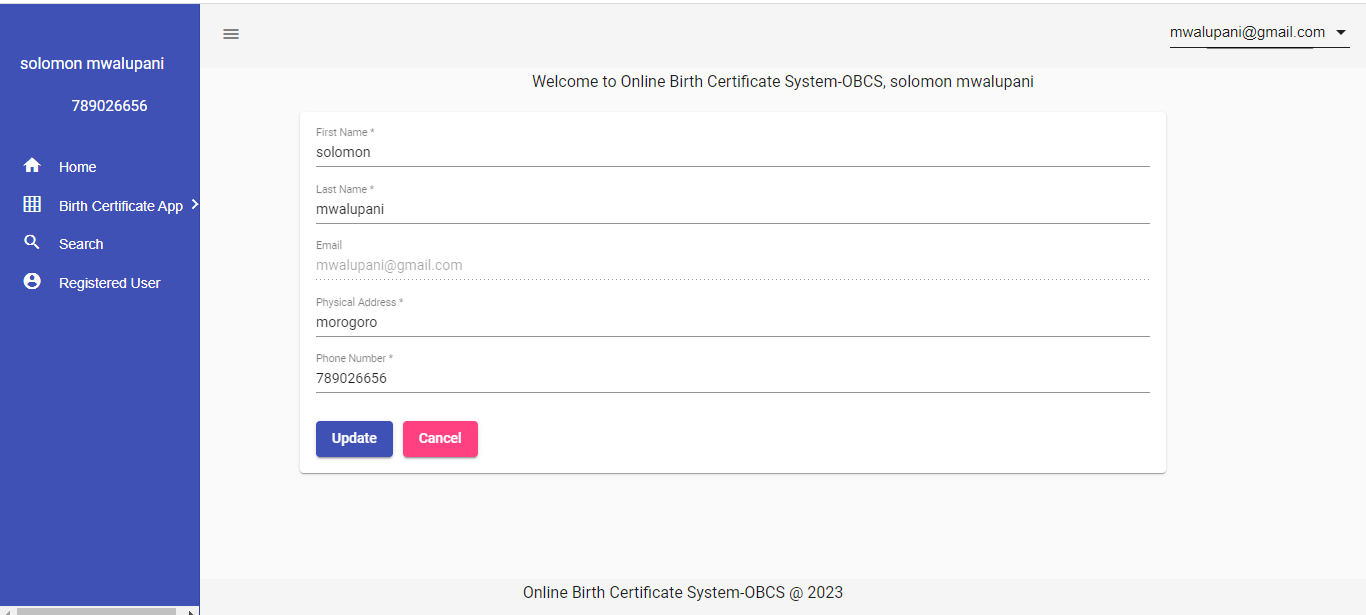 solomon mwalupani
789026656
Home
Birth Certificate App
Search
Registered User
mwalupani@gmail.com
Welcome to Online Birth Certificate System-OBCS, solomon mwalupani
First Name *
solomon
Last Name *
mwalupani
Email
mwalupani@gmail.com
Physical Address *
morogoro
Phone Number *
789026656
Update Cancel
Online Birth Certificate System-OBCS @ 2023